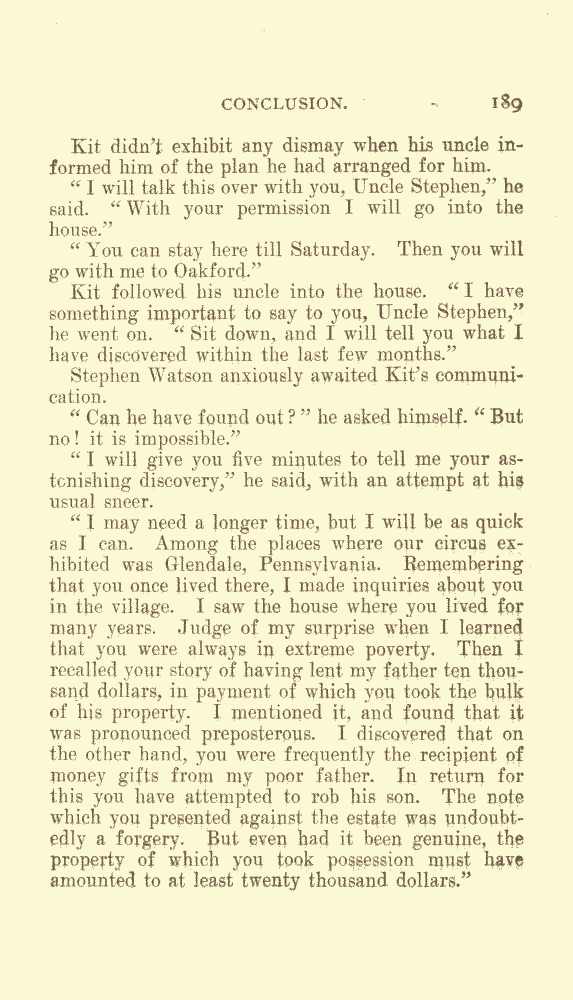 CONCLUSION. 189
Kit didn't exhibit any dismay when his uncle in-
formed him of the plan he had arranged for him.
“ I will talk this over with you, Uncle Stephen,” he
said. “ With your permission I will go into the
house.”
“ You can stay here till Saturday. Then you will
go with me to Oakford.”
Kit followed his uncle into the house. “ I have
something important to say to you, Uncle Stephen,”
he went on. “ Sit down, and I will tell you what I
have discovered within the last few months.”
Stephen Watson anxiously awaited Kit's communi-
cation.
“ Can he have found out ? ” he asked himself. “ But
no ! it is impossible.”
“ I will give you five minutes to tell me your as-
tonishing discovery,” he said, with an attempt at his
usual sneer.
“ I may need a longer time, but I will be as quick
as I can. Among the places where our circus ex-
hibited was Glendale, Pennsylvania. Remembering
that you once lived there, I made inquiries about you
in the village. I saw the house where you lived for
many years. Judge of my surprise when I learned
that you were always in extreme poverty. Then I
recalled your story of having lent my father ten thou-
sand dollars, in payment of which you took the bulk
of his property. I mentioned it, and found that it
was pronounced preposterous. I discovered that on
the other hand, you were frequently the recipient of
money gifts from my poor father. In return for
this you have attempted to rob his son. The note
which you presented against the estate was undoubt-
edly a forgery. But even had it been genuine, the
property of which you took possession must have
amounted to at least twenty thousand dollars.”